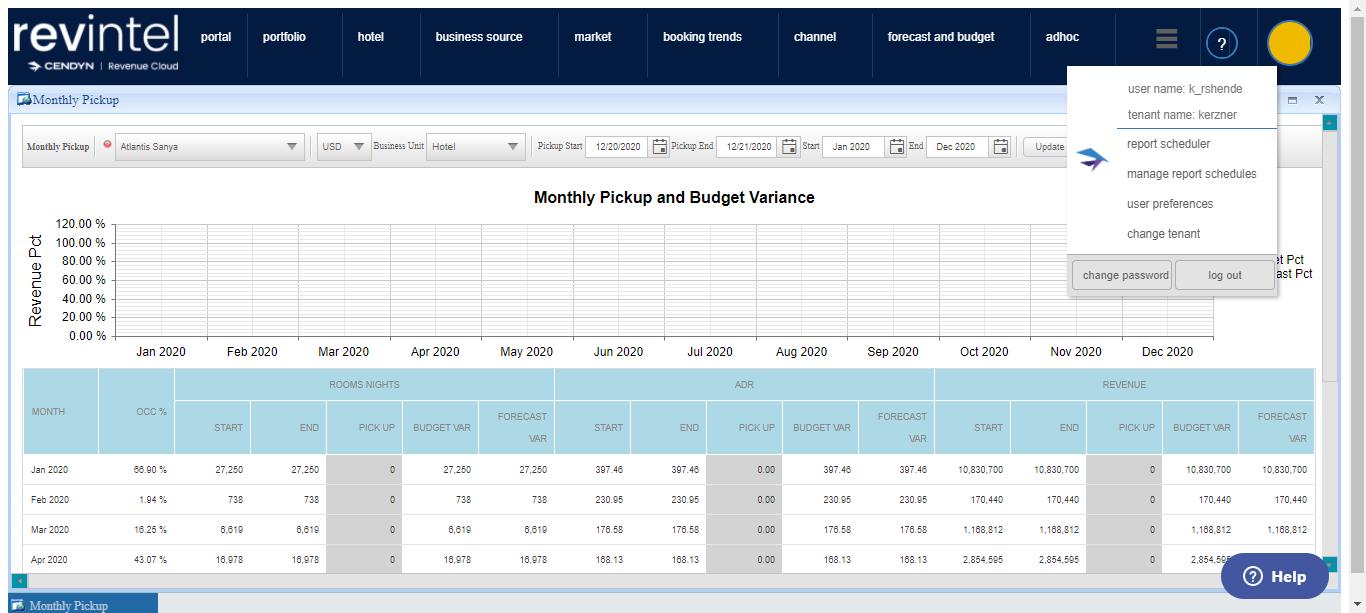 revintel
CENDYN | Revenue Cloud
portal portfolio hotel business source market booking trends channel forecast and budget adhoc ?
user name: k_rshende
tenant name: kerzner
report scheduler
manage report schedules
user preferences
change tenant
change password log out
Monthly Pickup
Monthly Pickup Atlantis Sanya USD Business Unit Hotel Pickup Start 12/20/2020 Pickup End 12/21/2020 Start Jan 2020 End Dec 2020 Update
Monthly Pickup and Budget Variance
Revenue Pct
120.00 %
100.00 %
80.00 %
60.00 %
40.00 %
20.00 %
0.00 %
et Pct
ast Pct
Jan 2020 Feb 2020 Mar 2020 Apr 2020 May 2020 Jun 2020 Jul 2020 Aug 2020 Sep 2020 Oct 2020 Nov 2020 Dec 2020
ROOMS NIGHTS ADR REVENUE
MONTH OCC % START END PICK UP BUDGET VAR FORECAST VAR START END PICK UP BUDGET VAR FORECAST VAR START END PICK UP BUDGET VAR FORECAST VAR
Jan 2020 66.90 % 27,250 27,250 0 27,250 27,250 397.46 397.46 0.00 397.46 397.46 10,830,700 10,830,700 0 10,830,700 10,830,700
Feb 2020 1.94 % 738 738 0 738 738 230.95 230.95 0.00 230.95 230.95 170,440 170,440 0 170,440 170,440
Mar 2020 16.25 % 6,619 6,619 0 6,619 6,619 176.58 176.58 0.00 176.58 176.58 1,168,812 1,168,812 0 1,168,812 1,168,812
Apr 2020 43.07 % 16,978 16,978 0 16,978 16,978 168.13 168.13 0.00 168.13 168.13 2,854,595 2,854,595 0 2,854,595
? Help
Monthly Pickup